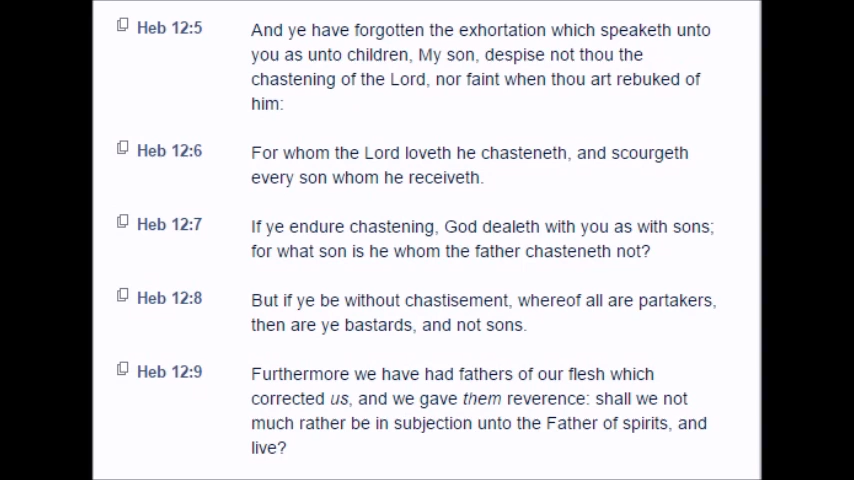 Heb 12:5 And ye have forgotten the exhortation which speaketh unto
you as unto children, My son, despise not thou the
chastening of the Lord, nor faint when thou art rebuked of
him:
Heb 12:6 For whom the Lord loveth he chasteneth, and scourgeth
every son whom he receiveth.
Heb 12:7 If ye endure chastening, God dealeth with you as with sons;
for what son is he whom the father chasteneth not?
Heb 12:8 But if ye be without chastisement, whereof all are partakers,
then are ye bastards, and not sons.
Heb 12:9 Furthermore we have had fathers of our flesh which
corrected us, and we gave them reverence: shall we not
much rather be in subjection unto the Father of spirits, and
live?